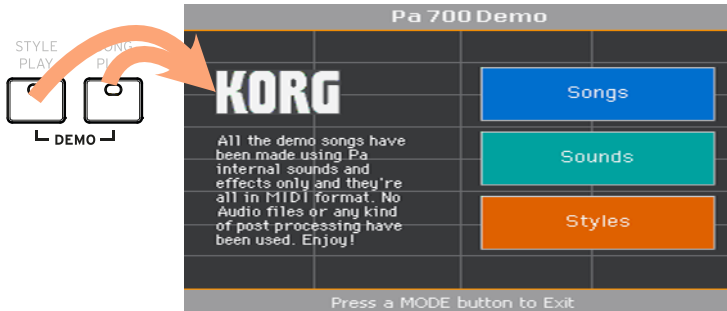 Pa 700 Demo
STYLE
PLAY
SONG
PLAY
DEMO
KORG
All the demo songs have
been made using Pa
internal sounds and
effects only and they're
all in MIDI format. No
Audio files or any kind
of post processing have
been used. Enjoy!
Songs
Sounds
Styles
Press a MODE button to Exit